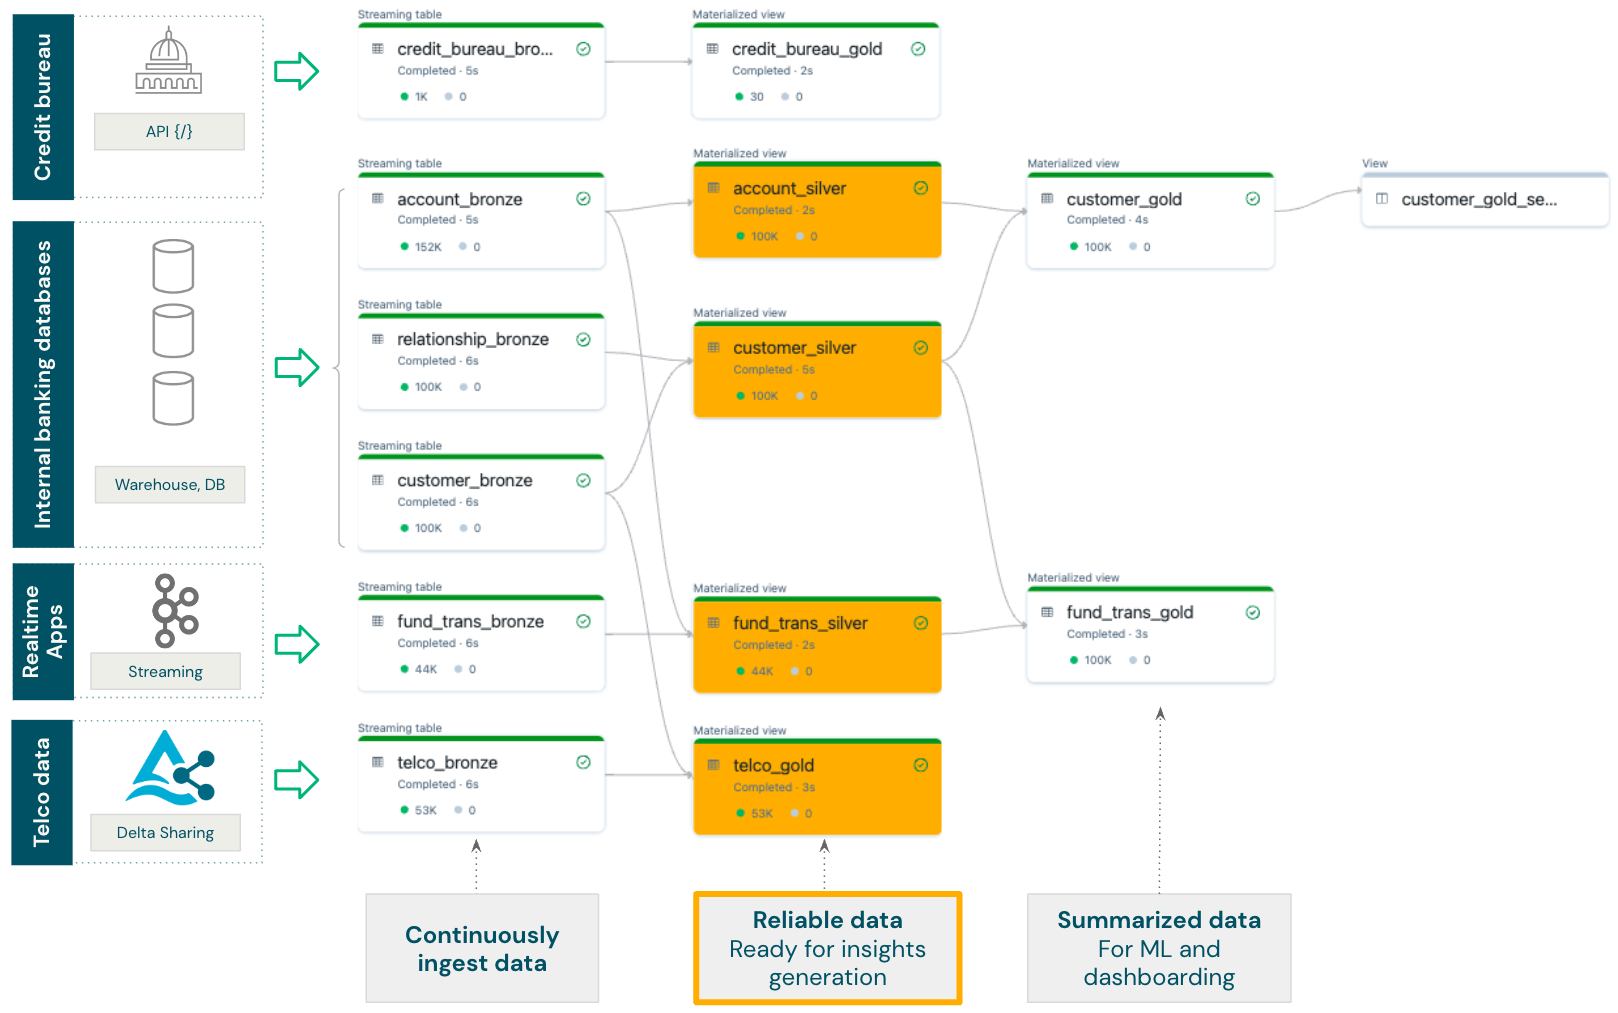 Credit bureau
API {/}
Streaming table
credit_bureau_bro...
Completed · 5s
1K 0
Materialized view
credit_bureau_gold
Completed · 2s
30 0
Internal banking databases
Warehouse, DB
Streaming table
account_bronze
Completed · 5s
152K 0
Materialized view
account_silver
Completed · 2s
100K 0
Materialized view
customer_gold
Completed · 4s
100K 0
View
customer_gold_se...
Streaming table
relationship_bronze
Completed · 6s
100K 0
Materialized view
customer_silver
Completed · 5s
100K 0
Streaming table
customer_bronze
Completed · 6s
100K 0
Realtime
Apps
Streaming
Streaming table
fund_trans_bronze
Completed · 6s
44K 0
Materialized view
fund_trans_silver
Completed · 2s
44K 0
Materialized view
fund_trans_gold
Completed · 3s
100K 0
Telco data
Delta Sharing
Streaming table
telco_bronze
Completed · 6s
53K 0
Materialized view
telco_gold
Completed · 3s
53K 0
Continuously
ingest data
Reliable data
Ready for insights
generation
Summarized data
For ML and
dashboarding